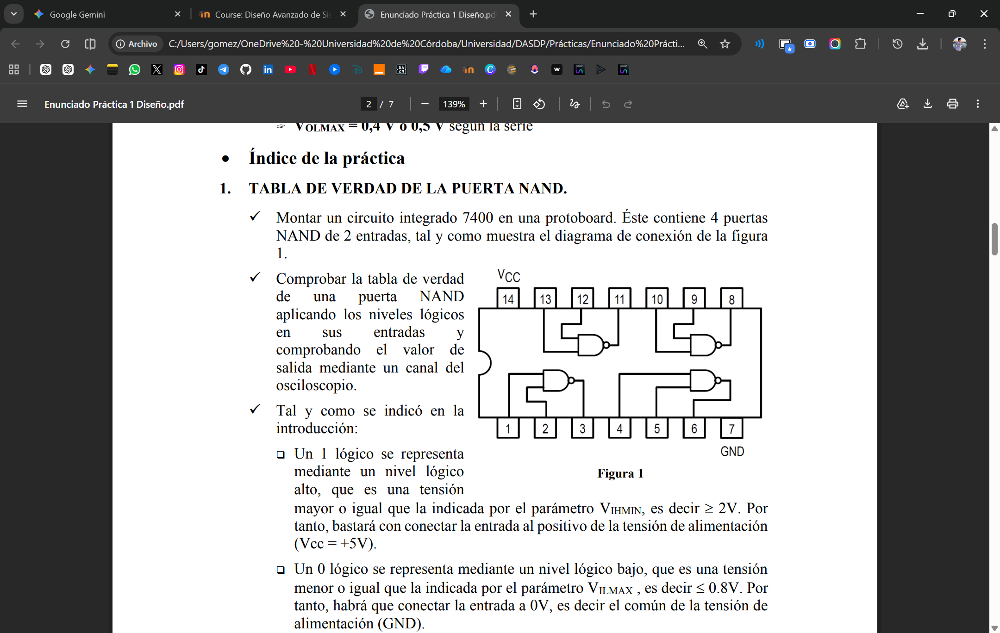 Google Gemini
Course: Diseño Avanzado de Sis
Enunciado Práctica 1 Diseño.pd
Archivo
C:/Users/gomez/OneDrive%20-%20Universidad%20de%20Córdoba/Universidad/DASDP/Prácticas/Enunciado%20Prácti...
Enunciado Práctica 1 Diseño.pdf
2 / 7
139%
VOLMAX = 0,4 V o 0,5 V según la serie
• Índice de la práctica
1. TABLA DE VERDAD DE LA PUERTA NAND.
✓ Montar un circuito integrado 7400 en una protoboard. Éste contiene 4 puertas
NAND de 2 entradas, tal y como muestra el diagrama de conexión de la figura
1.
✓ Comprobar la tabla de verdad
de una puerta NAND
aplicando los niveles lógicos
en sus entradas y
comprobando el valor de
salida mediante un canal del
osciloscopio.
✓ Tal y como se indicó en la
introducción:
❑ Un 1 lógico se representa
mediante un nivel lógico
alto, que es una tensión
mayor o igual que la indicada por el parámetro VIHMIN, es decir ≥ 2V. Por
tanto, bastará con conectar la entrada al positivo de la tensión de alimentación
(Vcc = +5V).
❑ Un 0 lógico se representa mediante un nivel lógico bajo, que es una tensión
menor o igual que la indicada por el parámetro VILMAX , es decir ≤ 0.8V. Por
tanto, habrá que conectar la entrada a 0V, es decir el común de la tensión de
alimentación (GND).
VCC
14 13 12 11 10 9 8
1 2 3 4 5 6 7
GND
Figura 1